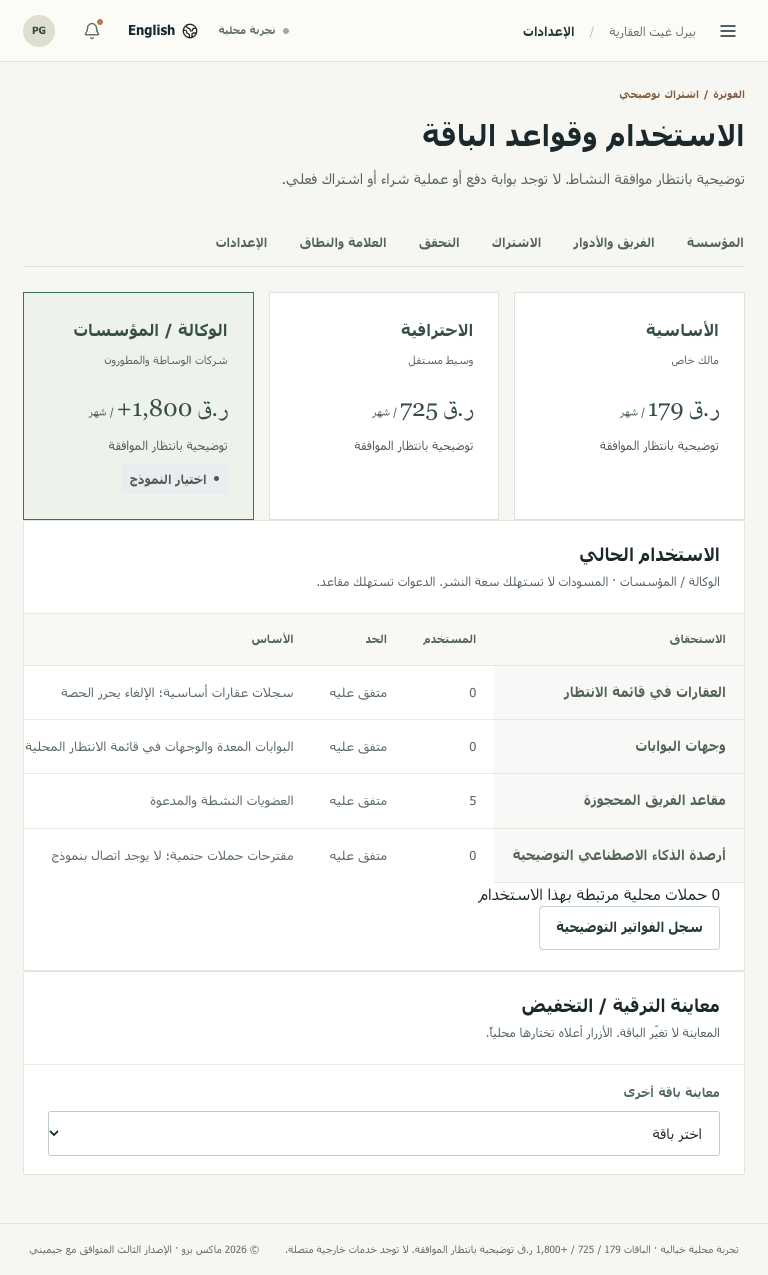 بيرل غيت العقارية / الإعدادات
تجربة محلية
English
PG
الفوترة / اشتراك توضيحي
الاستخدام وقواعد الباقة
توضيحية بانتظار موافقة النشاط. لا توجد بوابة دفع أو عملية شراء أو اشتراك فعلي.
المؤسسة الفريق والأدوار الاشتراك التحقق العلامة والنطاق الإعدادات
الأساسية
مالك خاص
ر.ق 179 / شهر
توضيحية بانتظار الموافقة
الاحترافية
وسيط مستقل
ر.ق 725 / شهر
توضيحية بانتظار الموافقة
الوكالة / المؤسسات
شركات الوساطة والمطورون
ر.ق 1,800+ / شهر
توضيحية بانتظار الموافقة
• اختيار النموذج
الاستخدام الحالي
الوكالة / المؤسسات · المسودات لا تستهلك سعة النشر. الدعوات تستهلك مقاعد.
الاستحقاق المستخدم الحد الأساس
العقارات في قائمة الانتظار 0 متفق عليه سجلات عقارات أساسية؛ الإلغاء يحرر الحصة
وجهات البوابات 0 متفق عليه البوابات المعدة والوجهات في قائمة الانتظار المحلية
مقاعد الفريق المحجوزة 5 متفق عليه العضويات النشطة والمدعوة
أرصدة الذكاء الاصطناعي التوضيحية 0 متفق عليه مقترحات حملات حتمية؛ لا يوجد اتصال بنموذج
0 حملات محلية مرتبطة بهذا الاستخدام
سجل الفواتير التوضيحية
معاينة الترقية / التخفيض
المعاينة لا تغيّر الباقة. الأزرار أعلاه تختارها محلياً.
معاينة باقة أخرى
اختر باقة
تجربة محلية خيالية · الباقات 179 / 725 / +1,800 ر.ق توضيحية بانتظار الموافقة. لا توجد خدمات خارجية متصلة.
© 2026 ماكس برو · الإصدار الثالث المتوافق مع جيميني